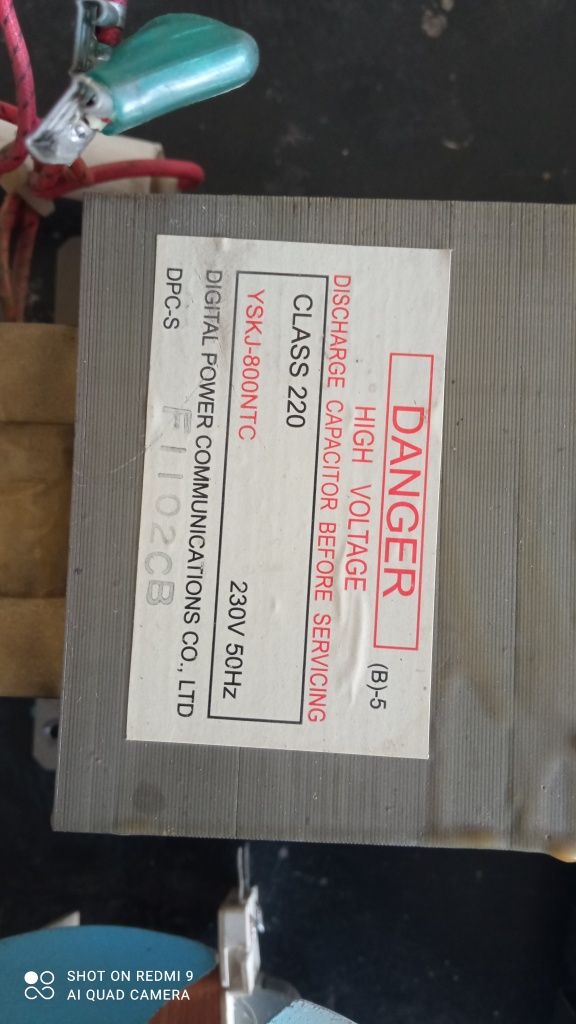 DANGER
(B)-5
HIGH VOLTAGE
DISCHARGE CAPACITOR BEFORE SERVICING
CLASS 220
YSKJ-800NTC 230V 50Hz
DIGITAL POWER COMMUNICATIONS CO., LTD
DPC-S
F1102CB
SHOT ON REDMI 9
AI QUAD CAMERA